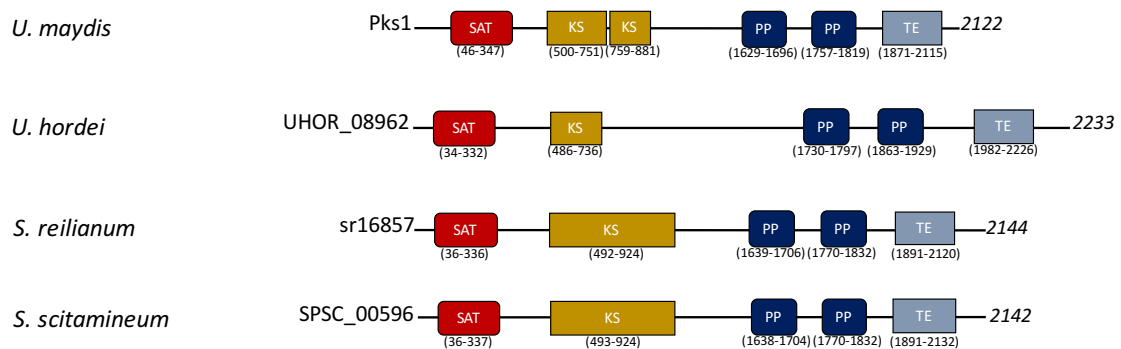 U. maydis Pks1 SAT KS KS PP PP TE 2122
(46-347) (500-751) (759-881) (1629-1696) (1757-1819) (1871-2115)
U. hordei UHOR_08962 SAT KS PP PP TE 2233
(34-332) (486-736) (1730-1797) (1863-1929) (1982-2226)
S. reilianum sr16857 SAT KS PP PP TE 2144
(36-336) (492-924) (1639-1706) (1770-1832) (1891-2120)
S. scitamineum SPSC_00596 SAT KS PP PP TE 2142
(36-337) (493-924) (1638-1704) (1770-1832) (1891-2132)